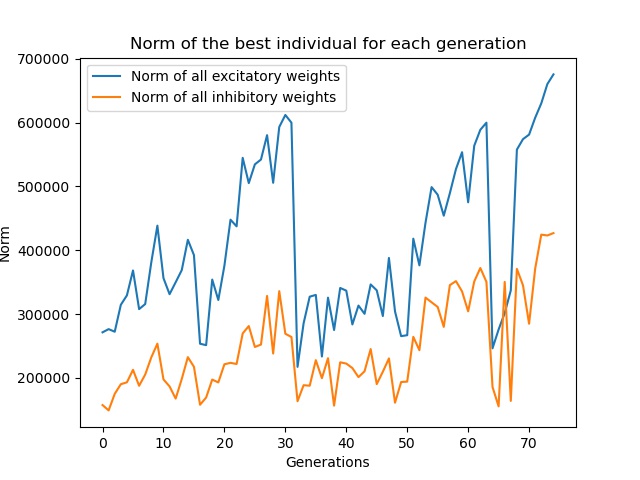 Norm of the best individual for each generation
Norm of all excitatory weights
Norm of all inhibitory weights
700000
600000
500000
400000
300000
200000
Norm
0 10 20 30 40 50 60 70
Generations